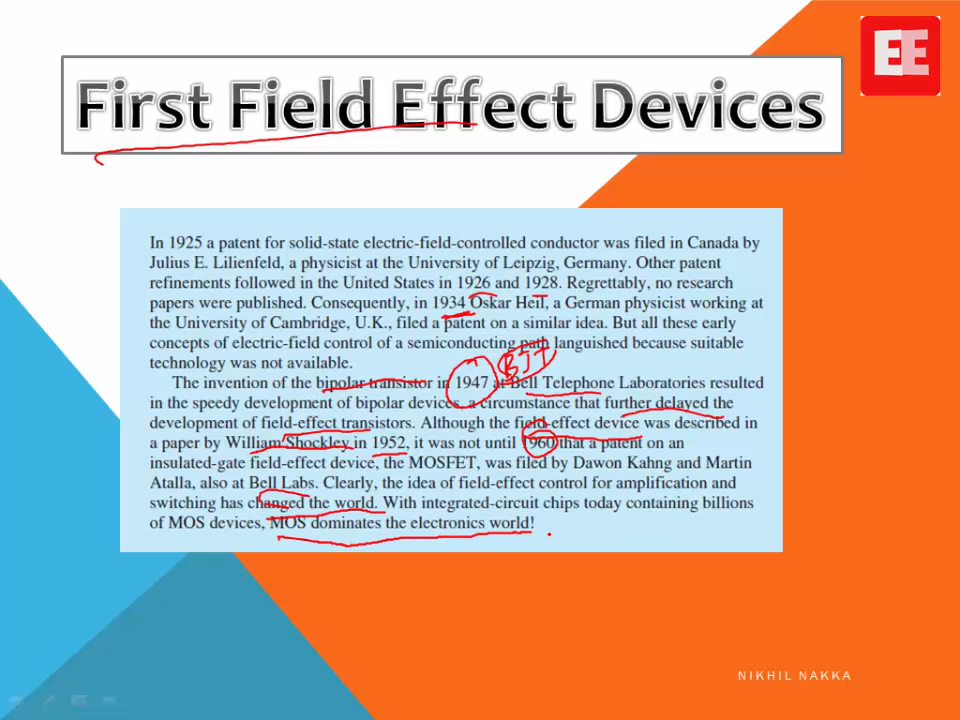 First Field Effect Devices
EE
In 1925 a patent for solid-state electric-field-controlled conductor was filed in Canada by
Julius E. Lilienfeld, a physicist at the University of Leipzig, Germany. Other patent
refinements followed in the United States in 1926 and 1928. Regrettably, no research
papers were published. Consequently, in 1934 Oskar Heil, a German physicist working at
the University of Cambridge, U.K., filed a patent on a similar idea. But all these early
concepts of electric-field control of a semiconducting path languished because suitable
technology was not available.
BJT
The invention of the bipolar transistor in 1947 at Bell Telephone Laboratories resulted
in the speedy development of bipolar devices, a circumstance that further delayed the
development of field-effect transistors. Although the field-effect device was described in
a paper by William Shockley in 1952, it was not until 1960 that a patent on an
insulated-gate field-effect device, the MOSFET, was filed by Dawon Kahng and Martin
Atalla, also at Bell Labs. Clearly, the idea of field-effect control for amplification and
switching has changed the world. With integrated-circuit chips today containing billions
of MOS devices, MOS dominates the electronics world!
NIKHIL NAKKA